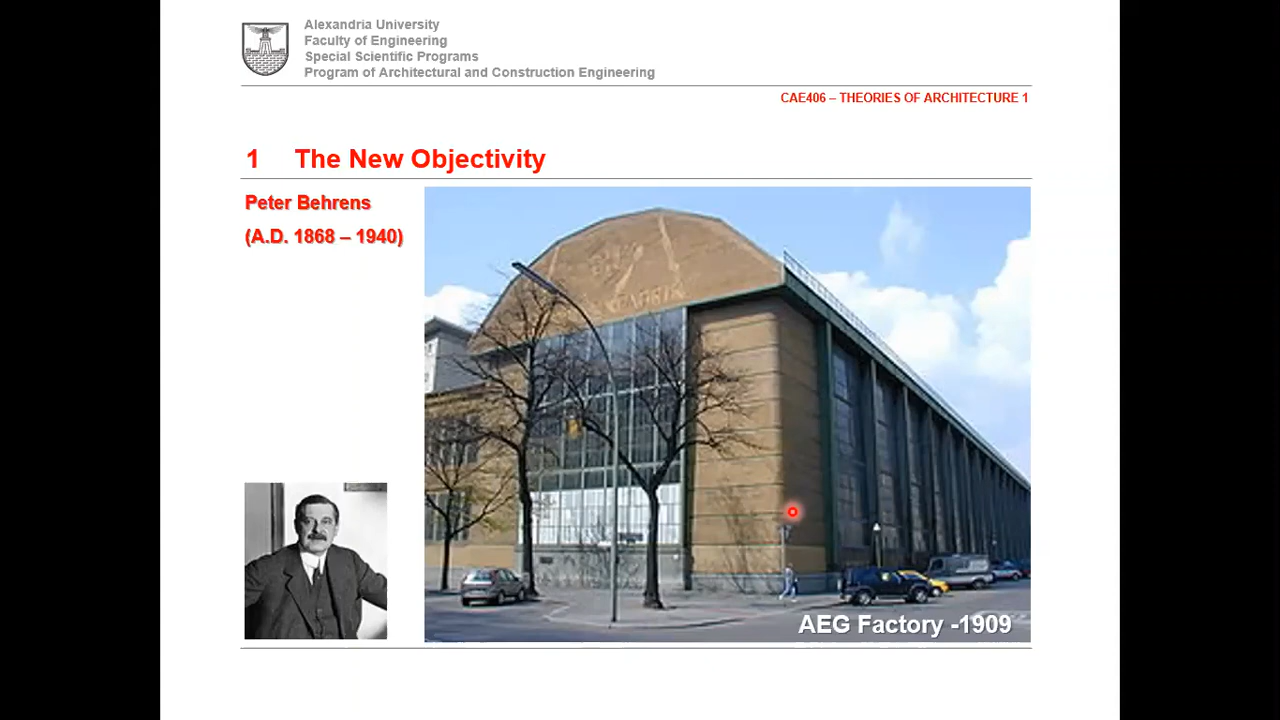 Alexandria University
Faculty of Engineering
Special Scientific Programs
Program of Architectural and Construction Engineering
CAE406 – THEORIES OF ARCHITECTURE 1
1 The New Objectivity
Peter Behrens
(A.D. 1868 – 1940)
AEG Factory -1909